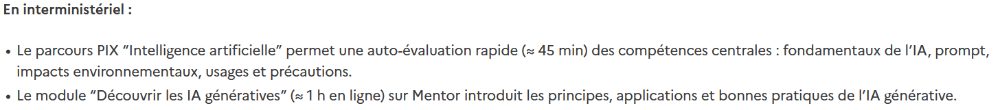 En interministériel :
• Le parcours PIX “Intelligence artificielle” permet une auto-évaluation rapide (≈ 45 min) des compétences centrales : fondamentaux de l’IA, prompt,
impacts environnementaux, usages et précautions.
• Le module “Découvrir les IA génératives” (≈ 1 h en ligne) sur Mentor introduit les principes, applications et bonnes pratiques de l’IA générative.